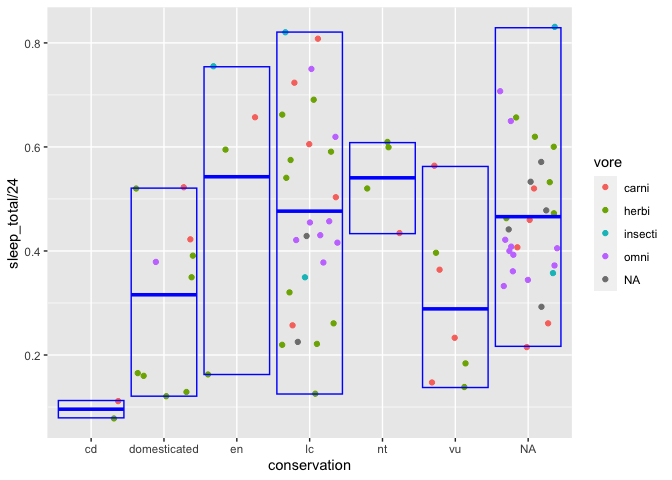 0.8
0.6
0.4
0.2
sleep_total/24
cd domesticated en lc nt vu NA
conservation
vore
carni
herbi
insecti
omni
NA